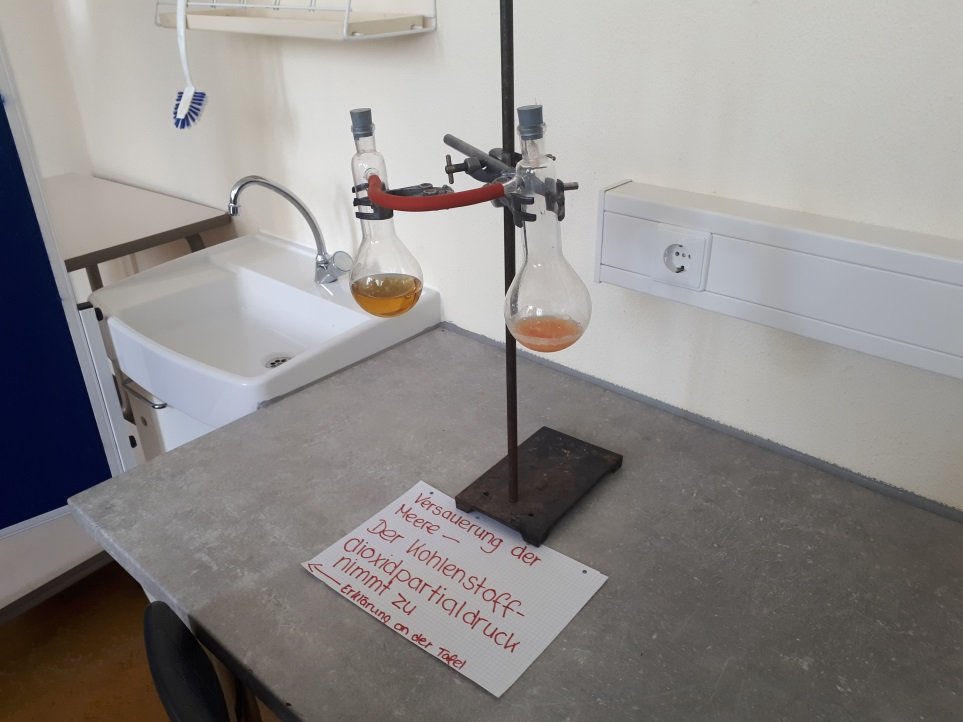 Versauerung der
Meere —
Der Kohlenstoff-
dioxidpartialdruck
nimmt zu
← Erklärung an der Tafel